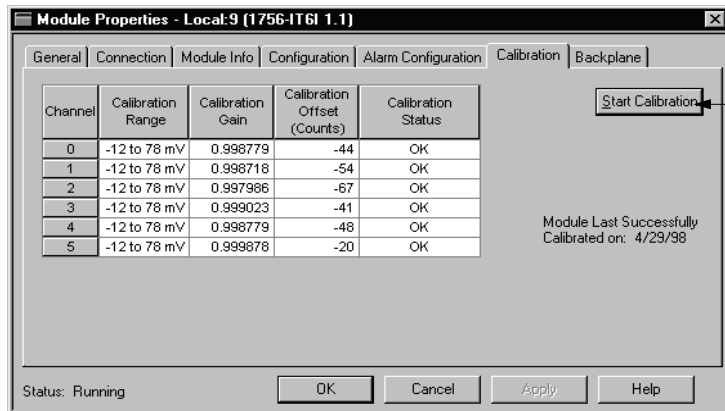 Module Properties - Local:9 (1756-IT6I 1.1)
General Connection Module Info Configuration Alarm Configuration Calibration Backplane
Channel Calibration Range Calibration Gain Calibration Offset (Counts) Calibration Status
0 -12 to 78 mV 0.998779 -44 OK
1 -12 to 78 mV 0.998718 -54 OK
2 -12 to 78 mV 0.997986 -67 OK
3 -12 to 78 mV 0.999023 -41 OK
4 -12 to 78 mV 0.998779 -48 OK
5 -12 to 78 mV 0.999878 -20 OK
Start Calibration
Module Last Successfully
Calibrated on: 4/29/98
Status: Running
OK Cancel Apply Help